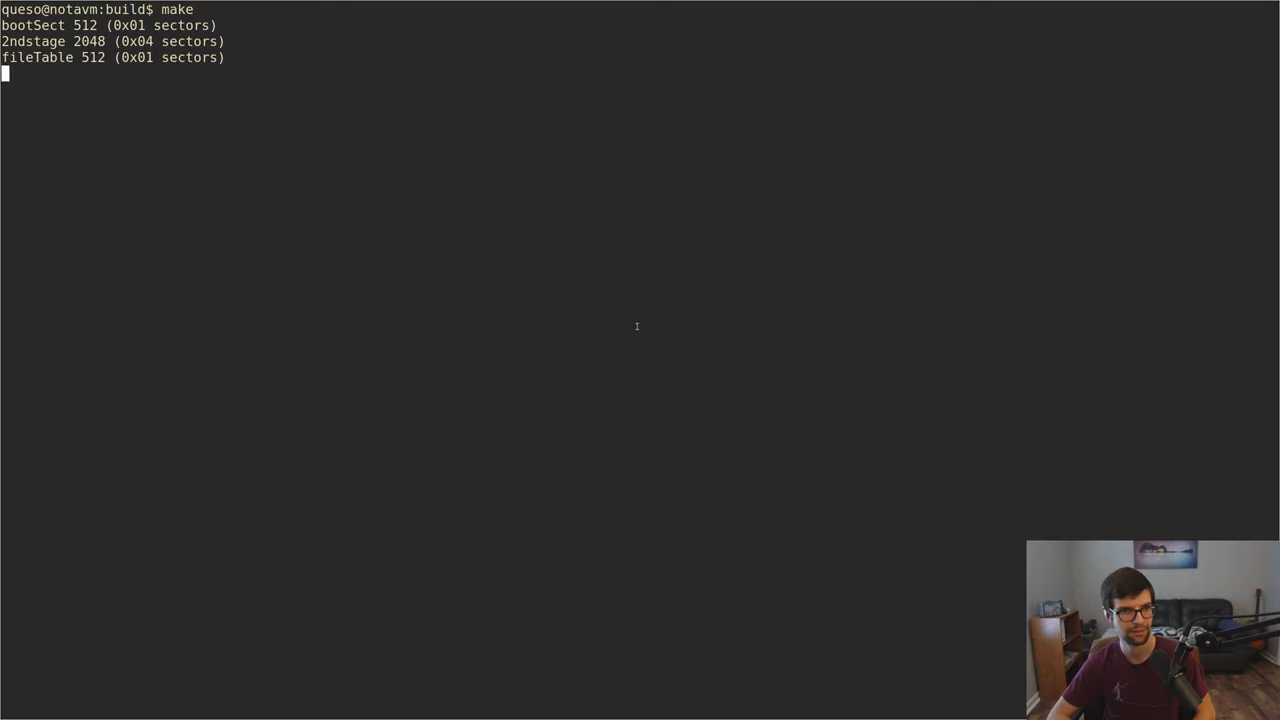 queso@notavm:build$ make
bootSect 512 (0x01 sectors)
2ndstage 2048 (0x04 sectors)
fileTable 512 (0x01 sectors)